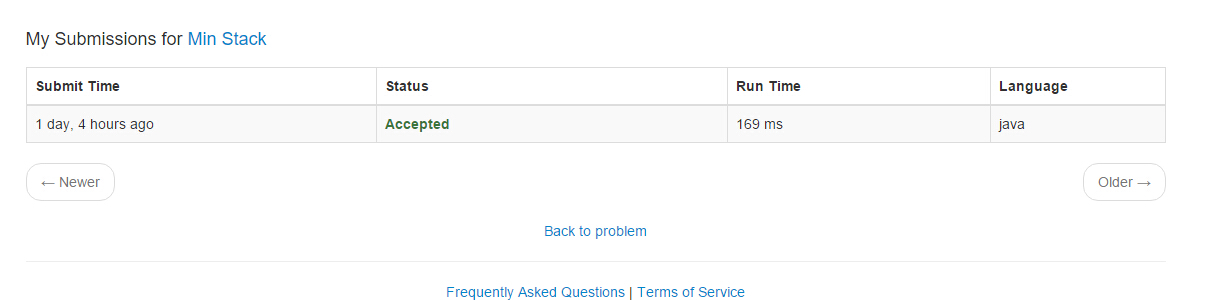 My Submissions for Min Stack
Submit Time Status Run Time Language
1 day, 4 hours ago Accepted 169 ms java
← Newer Older →
Back to problem
Frequently Asked Questions | Terms of Service